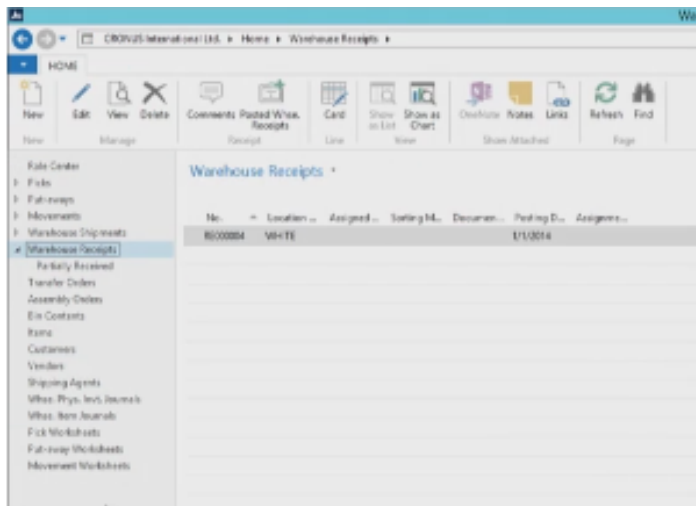 Wa
CRONUS International Ltd. Home Warehouse Receipts
HOME
New Edit View Delete Comments Posted Whse. Receipts Card Show on List Show as Chart OneNote Notes Links Refresh Find
New Manage Receipt Line View Show Attached Page
Role Center
Picks
Put-aways
Movements
Warehouse Shipments
Warehouse Receipts
Partially Received
Transfer Orders
Assembly Orders
Bin Contents
Items
Customers
Vendors
Shipping Agents
Whse. Phys. Invt. Journals
Whse. Item Journals
Pick Worksheets
Put-away Worksheets
Movement Worksheets
Warehouse Receipts
No. Location ... Assigned ... Sorting M... Documen... Posting D... Assignme...
RE000004 WHITE 1/1/2014